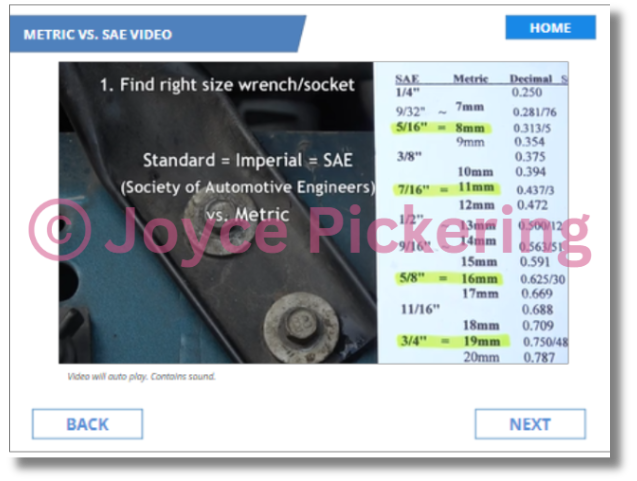 METRIC VS. SAE VIDEO
HOME
1. Find right size wrench/socket
Standard = Imperial = SAE
(Society of Automotive Engineers)
vs. Metric
SAE Metric Decimal S
1/4" 0.250
9/32" ~ 7mm 0.281/76
5/16" = 8mm 0.313/5
9mm 0.354
3/8" 0.375
10mm 0.394
7/16" = 11mm 0.437/3
12mm 0.472
1/2" 13mm 0.500/12
9/16" 14mm 0.563/51
15mm 0.591
5/8" = 16mm 0.625/30
17mm 0.669
11/16" 0.688
18mm 0.709
3/4" = 19mm 0.750/48
20mm 0.787
© Joyce Pickering
Video will auto play. Contains sound.
BACK
NEXT